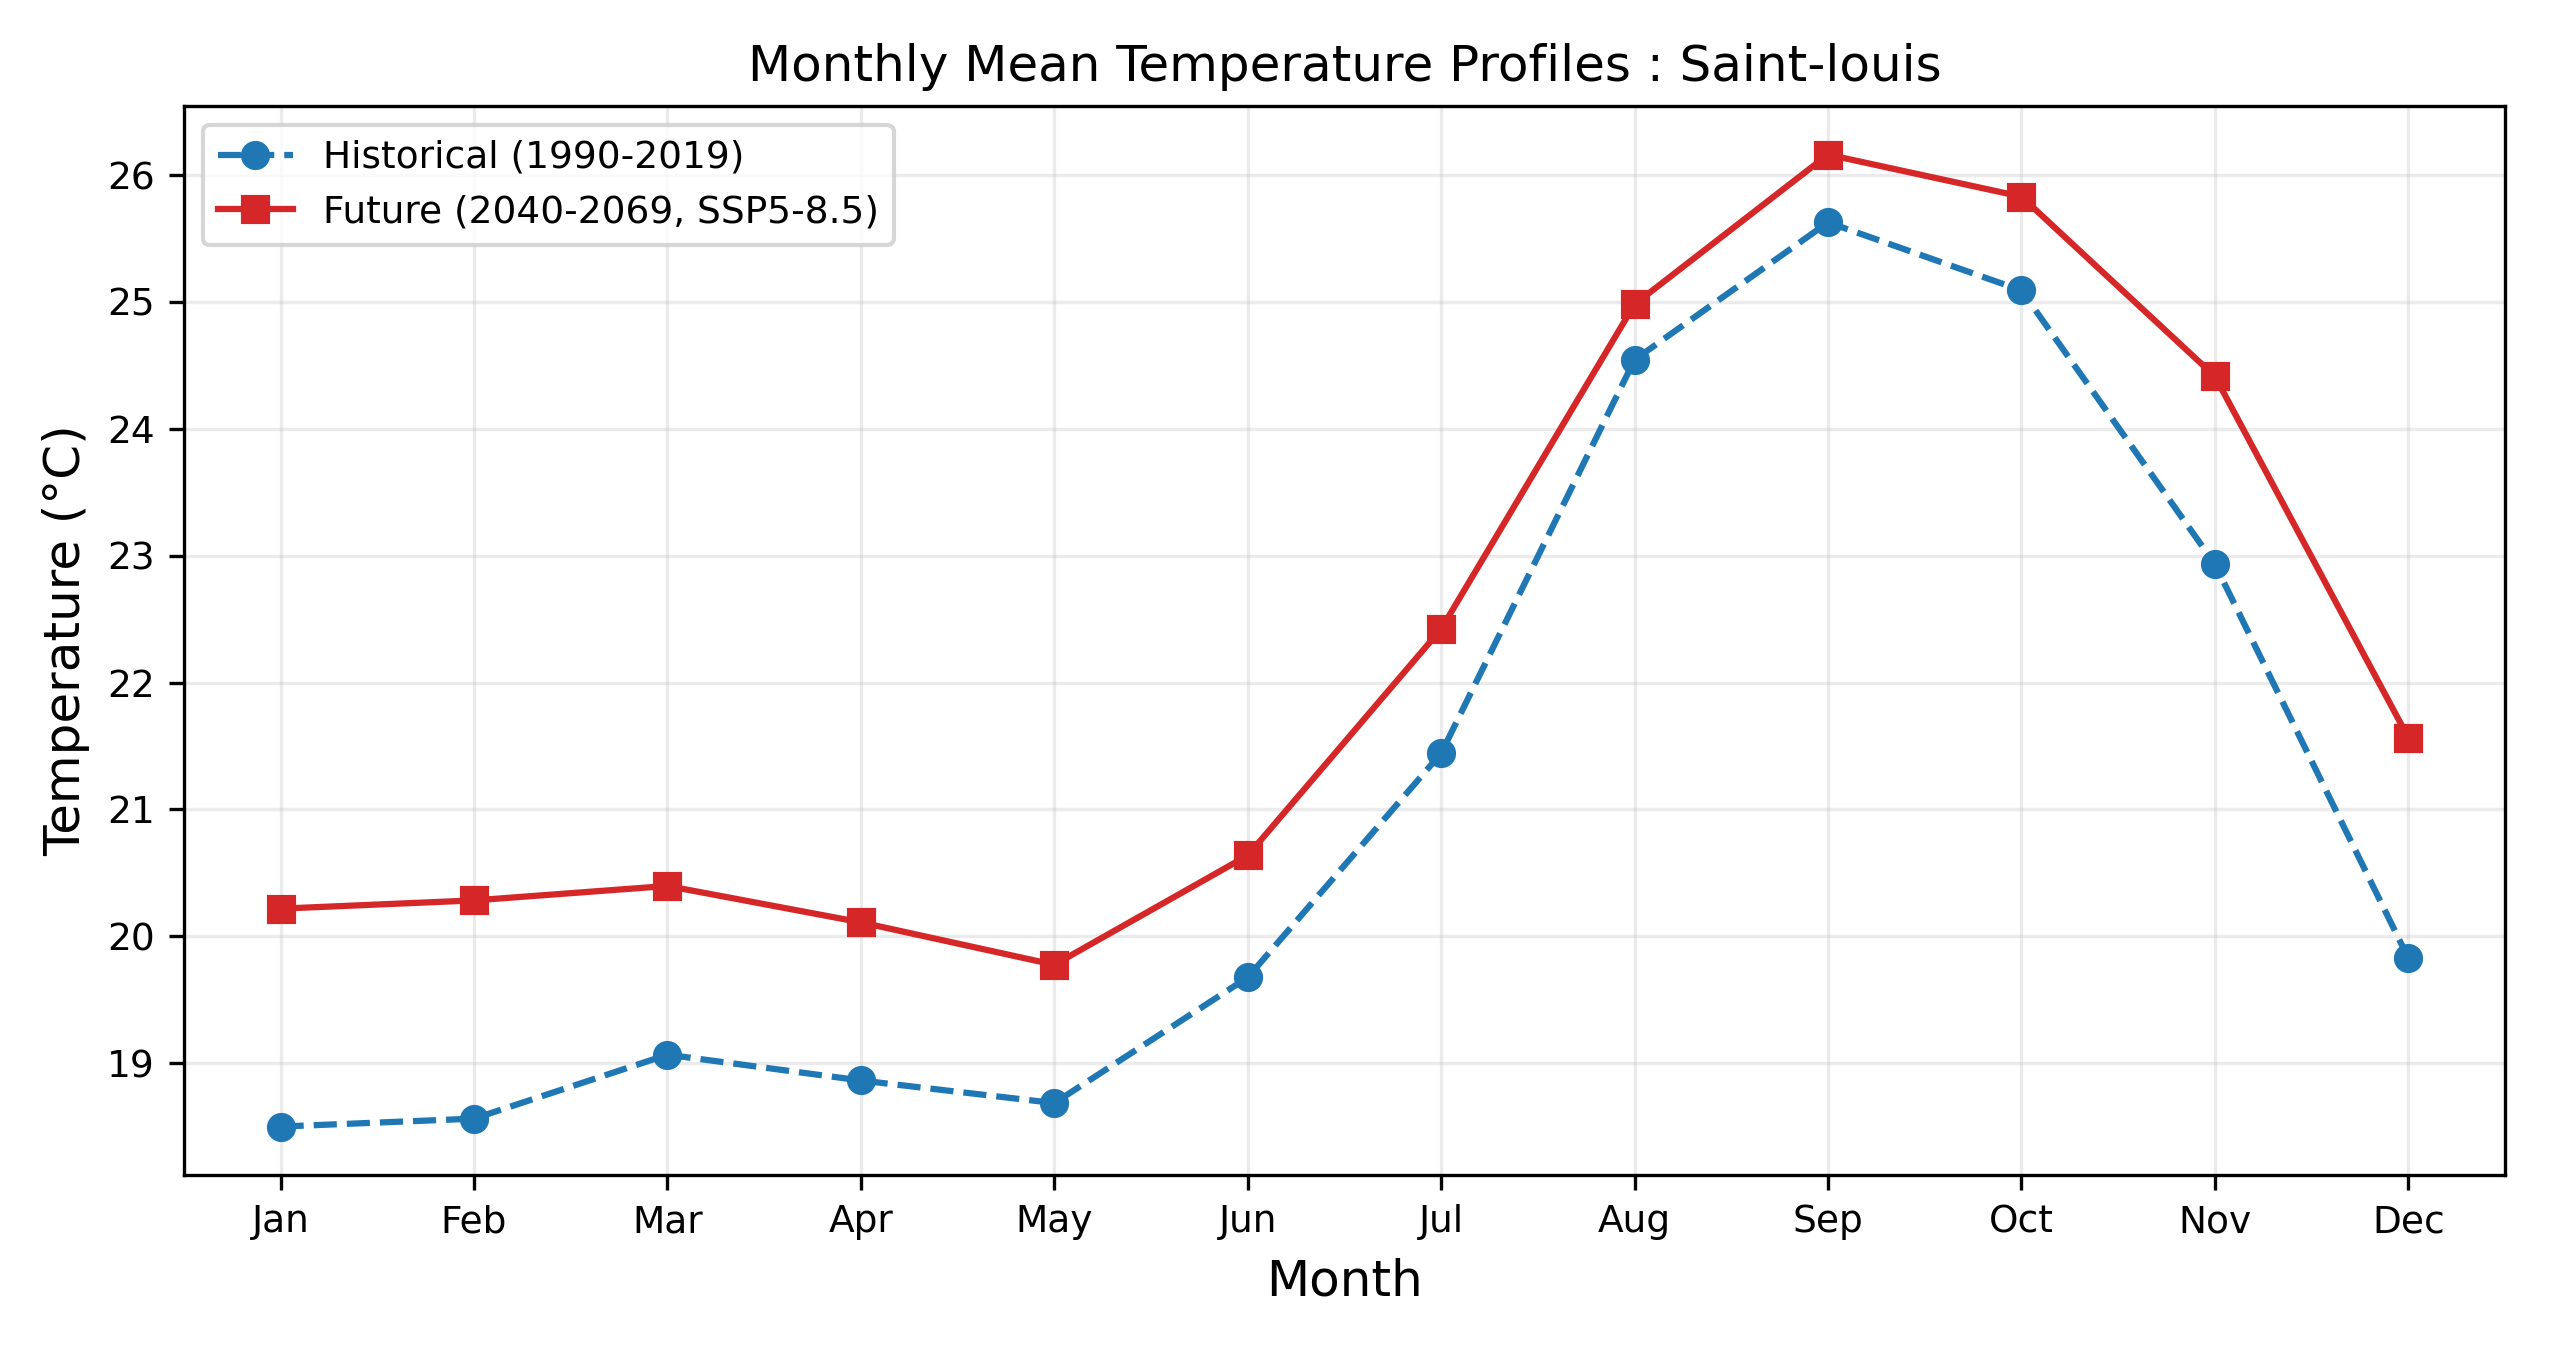 Monthly Mean Temperature Profiles : Saint-louis
Historical (1990-2019)
Future (2040-2069, SSP5-8.5)
Temperature (°C)
26
25
24
23
22
21
20
19
Jan Feb Mar Apr May Jun Jul Aug Sep Oct Nov Dec
Month